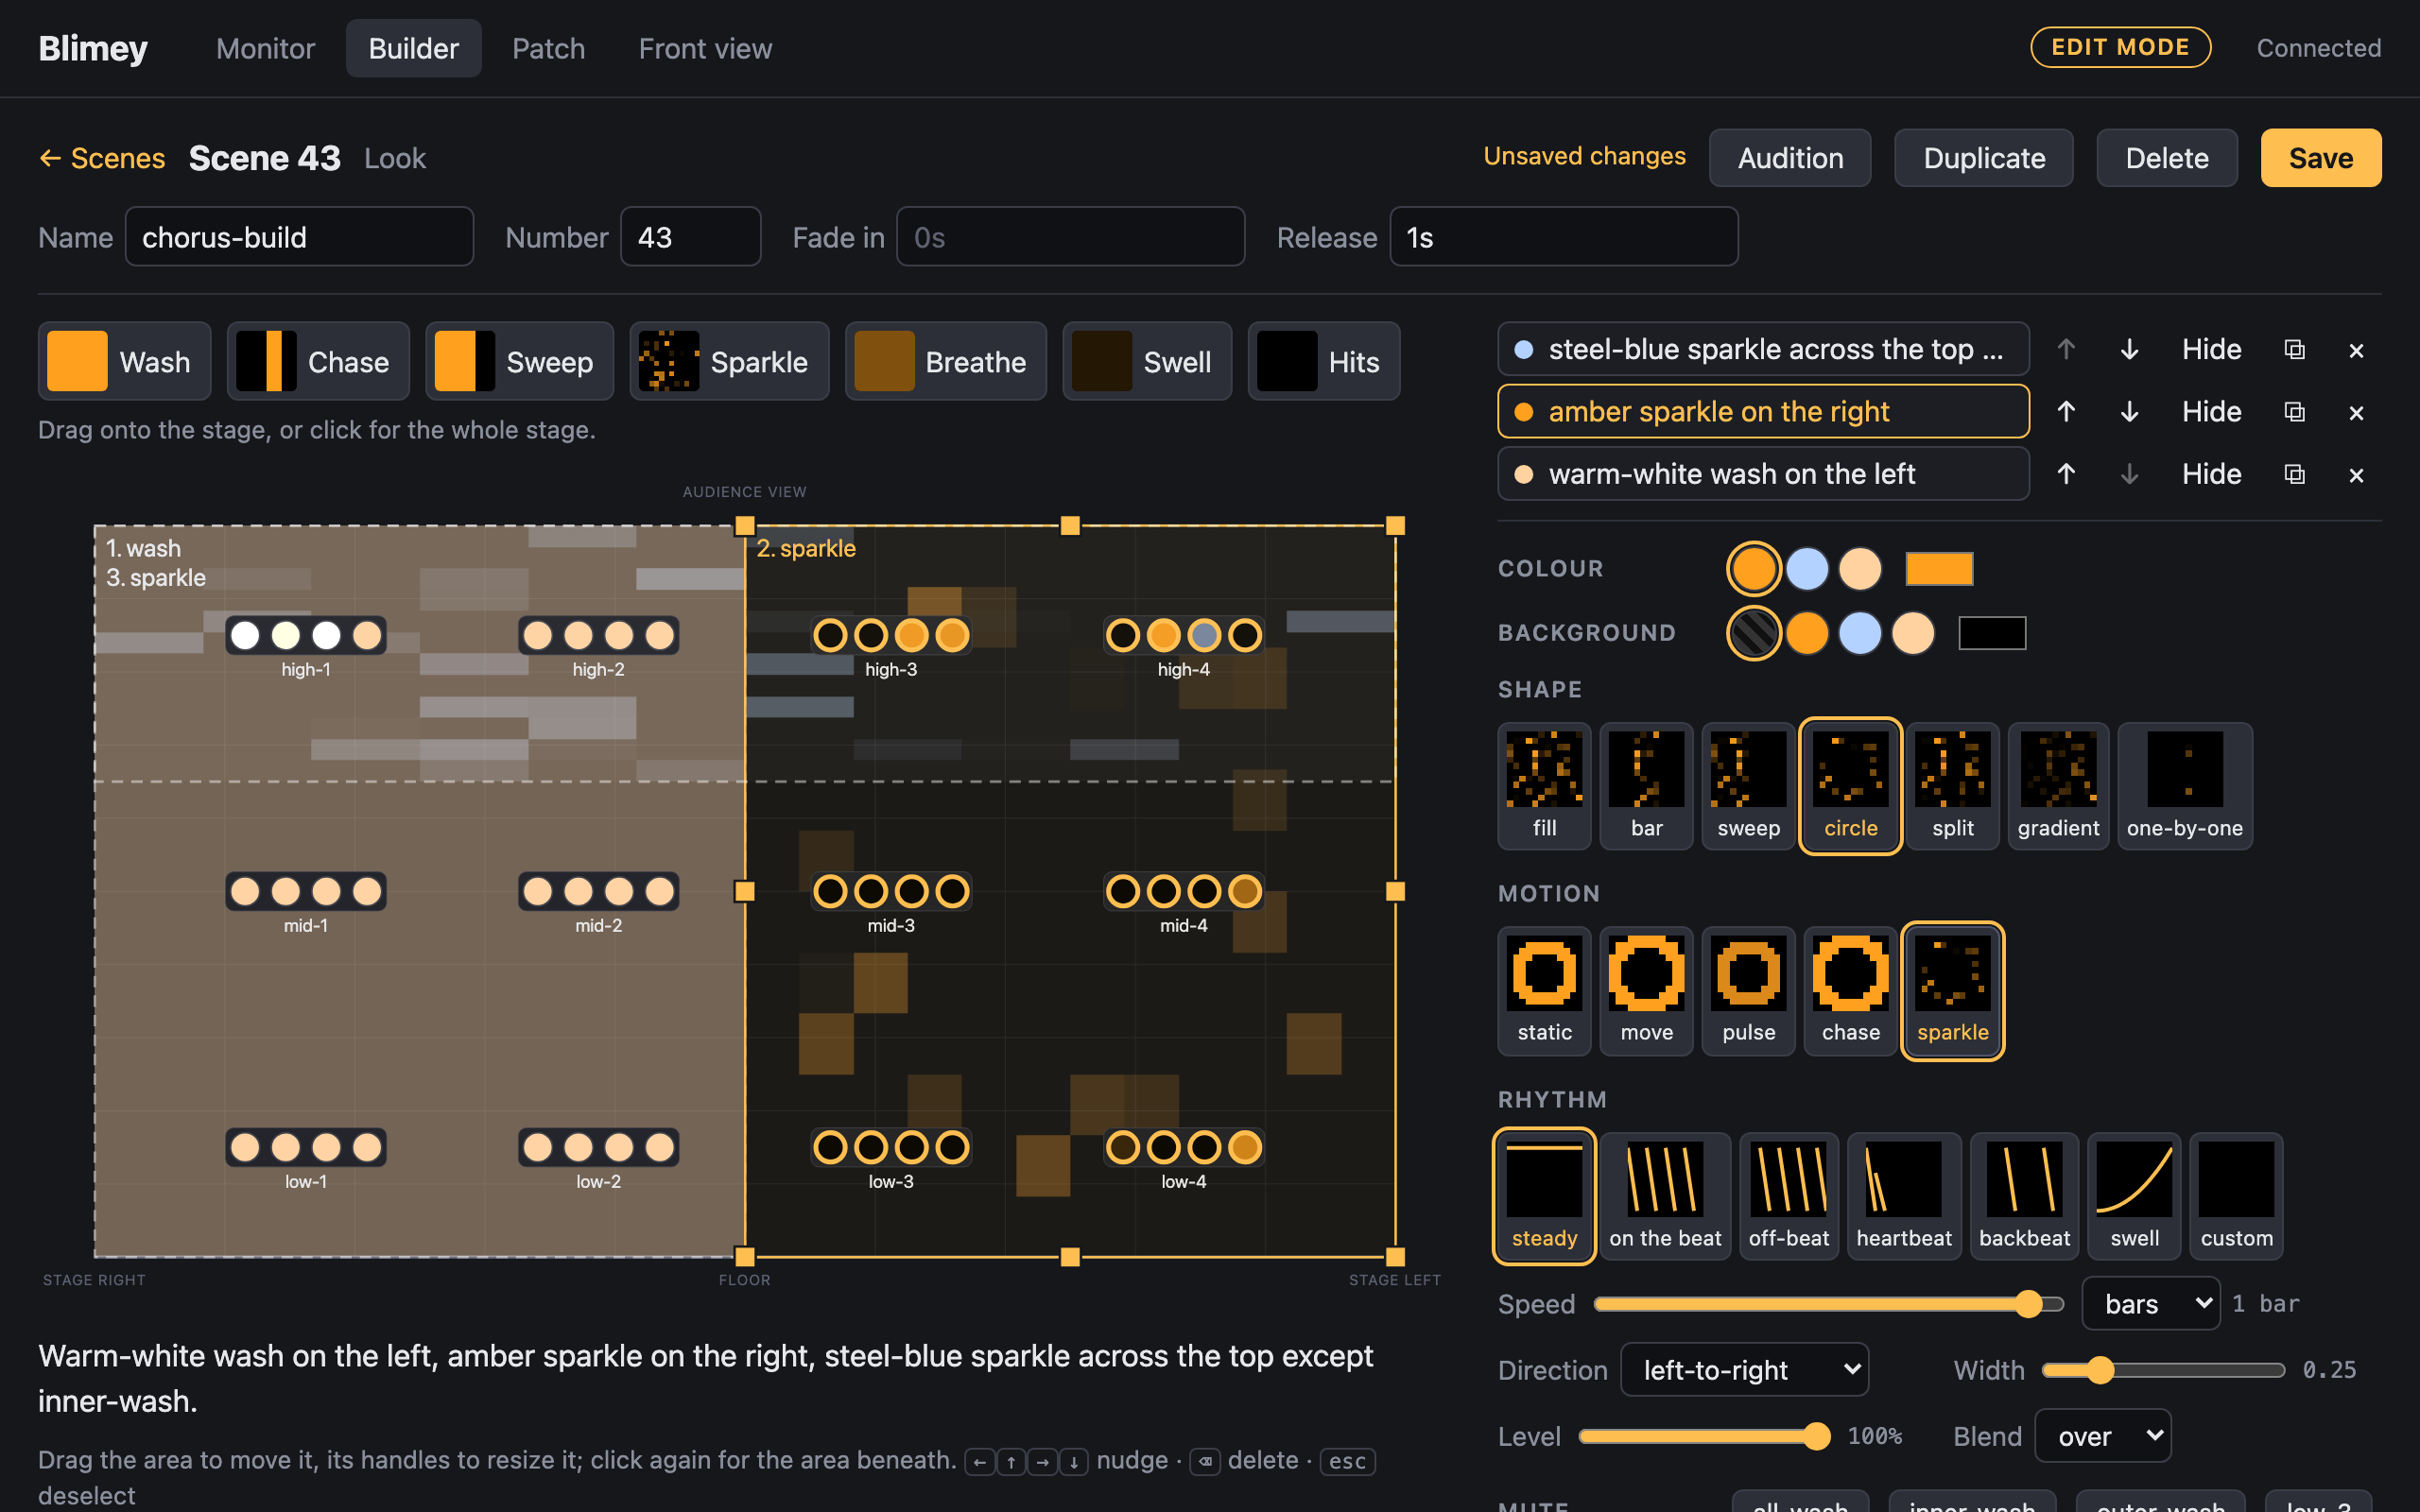 Blimey Monitor Builder Patch Front view EDIT MODE Connected
← Scenes Scene 43 Look Unsaved changes Audition Duplicate Delete Save
Name chorus-build Number 43 Fade in 0s Release 1s
Wash Chase Sweep Sparkle Breathe Swell Hits
Drag onto the stage, or click for the whole stage.
AUDIENCE VIEW
1. wash
3. sparkle
2. sparkle
high-1 high-2 high-3 high-4
mid-1 mid-2 mid-3 mid-4
low-1 low-2 low-3 low-4
STAGE RIGHT FLOOR STAGE LEFT
Warm-white wash on the left, amber sparkle on the right, steel-blue sparkle across the top except
inner-wash.
Drag the area to move it, its handles to resize it; click again for the area beneath. ← ↑ → ↓ nudge · ⌫ delete · esc
deselect
steel-blue sparkle across the top ... ↑ ↓ Hide ×
amber sparkle on the right ↑ ↓ Hide ×
warm-white wash on the left ↑ ↓ Hide ×
COLOUR
BACKGROUND
SHAPE
fill bar sweep circle split gradient one-by-one
MOTION
static move pulse chase sparkle
RHYTHM
steady on the beat off-beat heartbeat backbeat swell custom
Speed bars 1 bar
Direction left-to-right Width 0.25
Level 100% Blend over
MUTE all-wash inner-wash outer-wash low-3